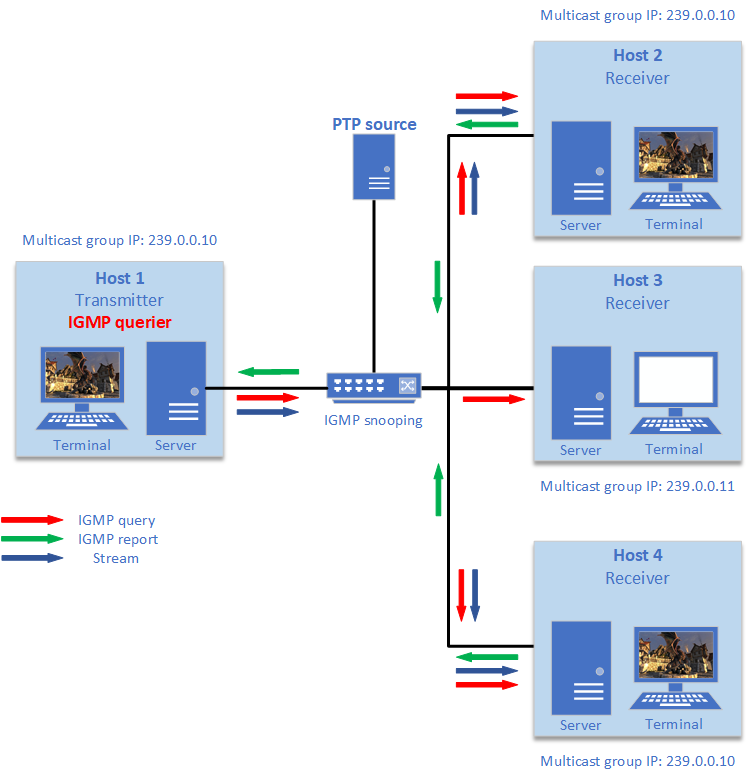 Multicast group IP: 239.0.0.10
Host 2
Receiver
Server
Terminal
PTP source
Multicast group IP: 239.0.0.10
Host 1
Transmitter
IGMP querier
Terminal
Server
IGMP snooping
Host 3
Receiver
Server
Terminal
Multicast group IP: 239.0.0.11
IGMP query
IGMP report
Stream
Host 4
Receiver
Server
Terminal
Multicast group IP: 239.0.0.10